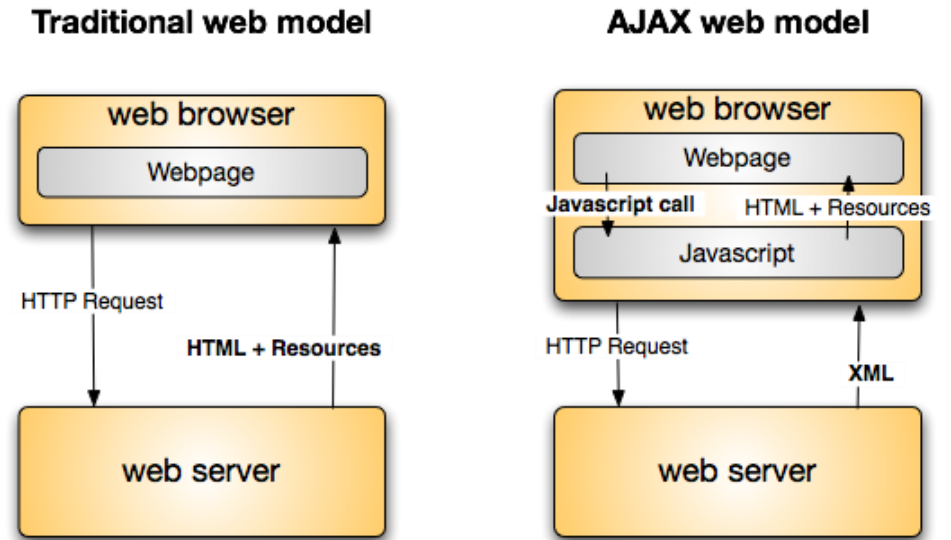 Traditional web model
web browser
Webpage
HTTP Request
HTML + Resources
web server
AJAX web model
web browser
Webpage
Javascript call
HTML + Resources
Javascript
HTTP Request
XML
web server